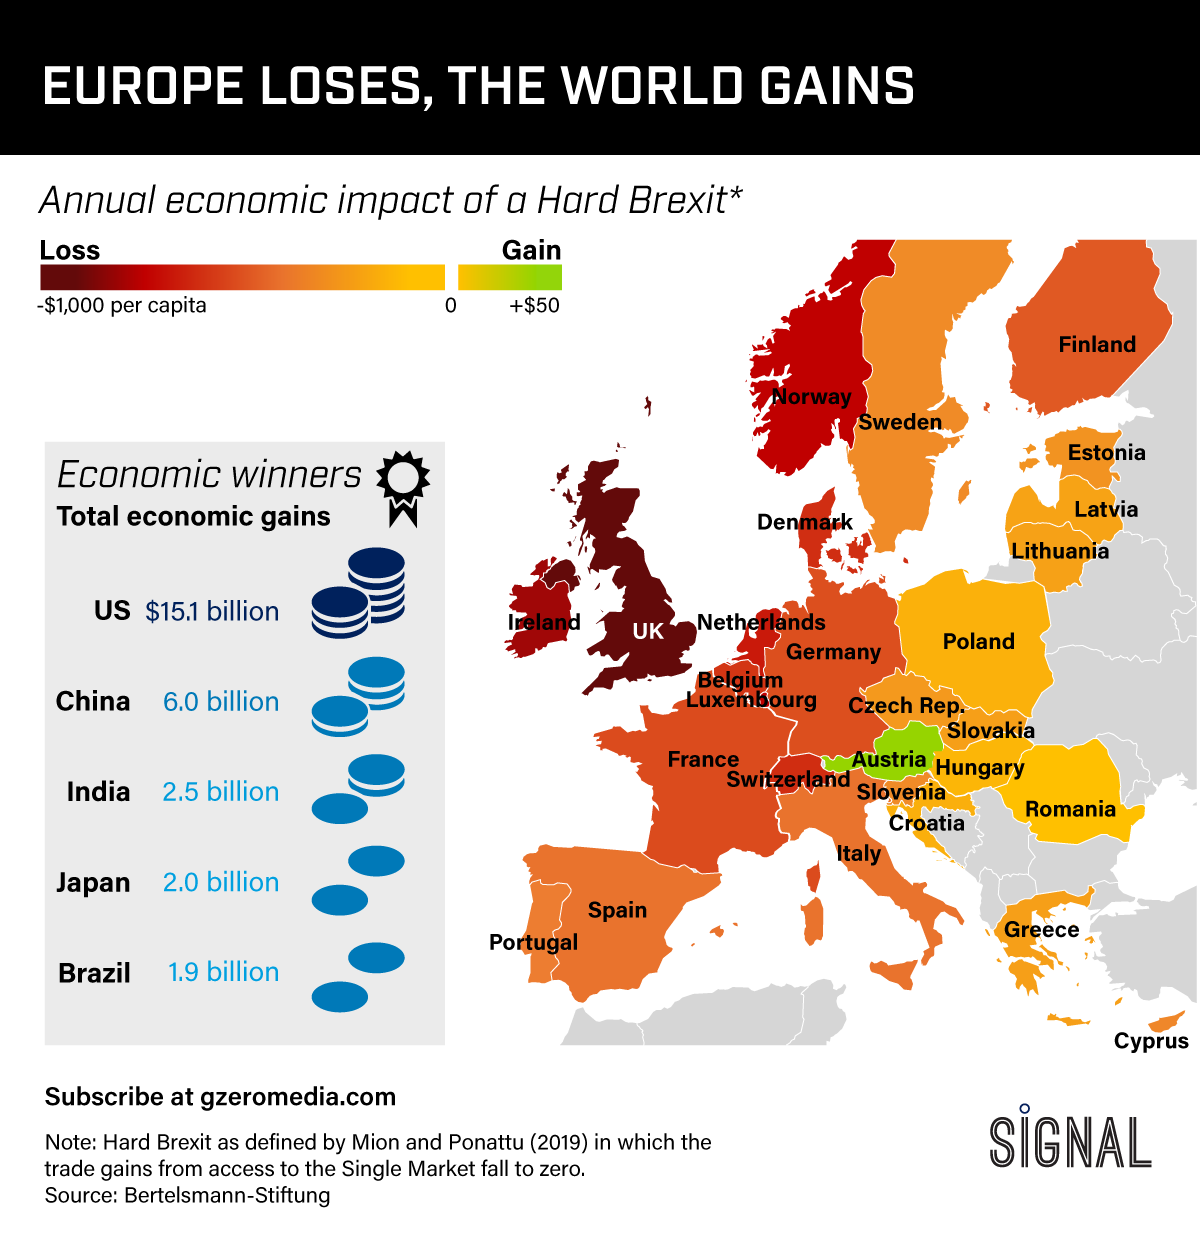 EUROPE LOSES, THE WORLD GAINS
Annual economic impact of a Hard Brexit*
Loss Gain
-$1,000 per capita 0 +$50
Economic winners
Total economic gains
US $15.1 billion
China 6.0 billion
India 2.5 billion
Japan 2.0 billion
Brazil 1.9 billion
Finland
Norway
Sweden
Estonia
Latvia
Denmark
Lithuania
Ireland
UK
Netherlands
Germany
Poland
Belgium
Luxembourg
Czech Rep.
Slovakia
France
Austria
Hungary
Switzerland
Slovenia
Romania
Croatia
Italy
Spain
Greece
Portugal
Cyprus
Subscribe at gzeromedia.com
Note: Hard Brexit as defined by Mion and Ponattu (2019) in which the
trade gains from access to the Single Market fall to zero.
Source: Bertelsmann-Stiftung
SIGNAL